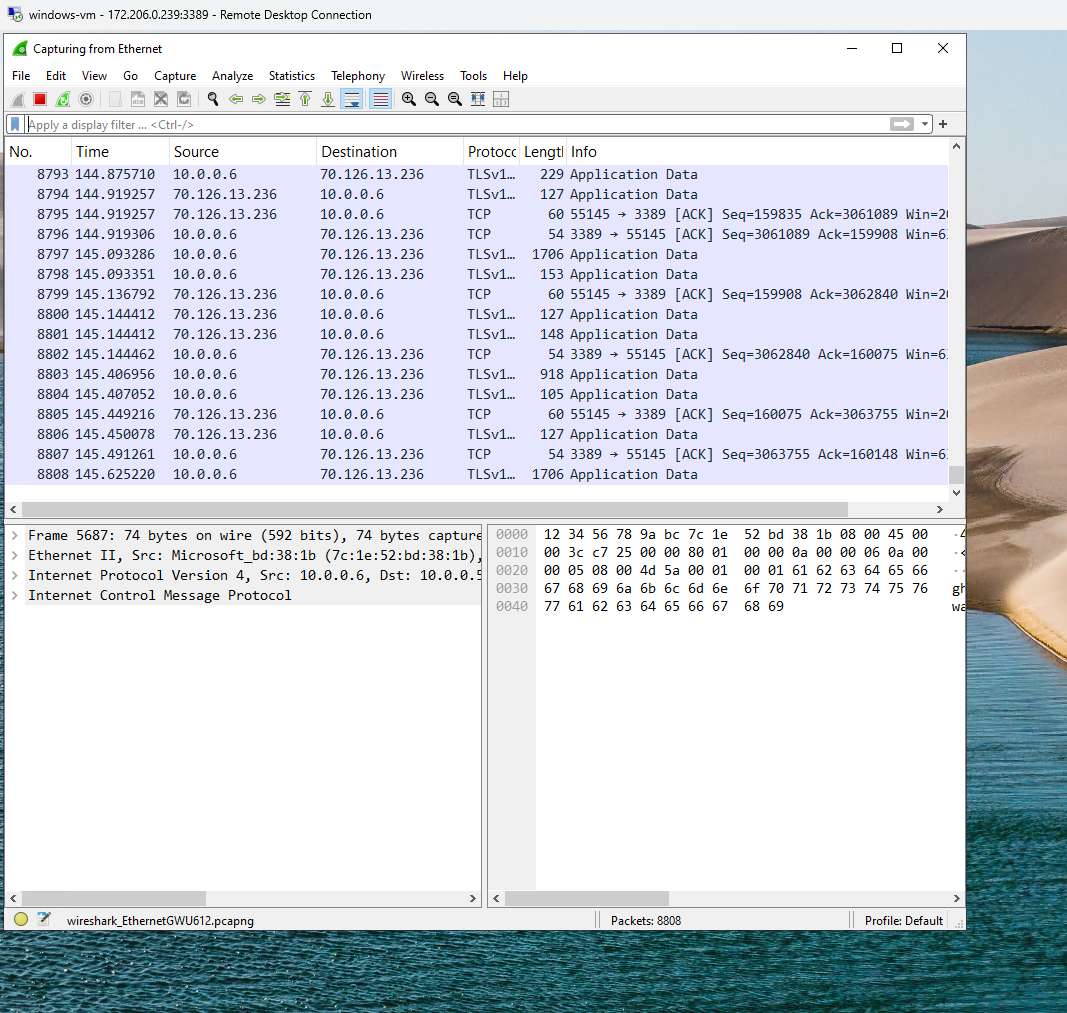 windows-vm - 172.206.0.239:3389 - Remote Desktop Connection
Capturing from Ethernet
File Edit View Go Capture Analyze Statistics Telephony Wireless Tools Help
Apply a display filter ... <Ctrl-/>
No. Time Source Destination Protoc Lengtl Info
8793 144.875710 10.0.0.6 70.126.13.236 TLSv1... 229 Application Data
8794 144.919257 70.126.13.236 10.0.0.6 TLSv1... 127 Application Data
8795 144.919257 70.126.13.236 10.0.0.6 TCP 60 55145 → 3389 [ACK] Seq=159835 Ack=3061089 Win=20
8796 144.919306 10.0.0.6 70.126.13.236 TCP 54 3389 → 55145 [ACK] Seq=3061089 Ack=159908 Win=6
8797 145.093286 10.0.0.6 70.126.13.236 TLSv1... 1706 Application Data
8798 145.093351 10.0.0.6 70.126.13.236 TLSv1... 153 Application Data
8799 145.136792 70.126.13.236 10.0.0.6 TCP 60 55145 → 3389 [ACK] Seq=159908 Ack=3062840 Win=20
8800 145.144412 70.126.13.236 10.0.0.6 TLSv1... 127 Application Data
8801 145.144412 70.126.13.236 10.0.0.6 TLSv1... 148 Application Data
8802 145.144462 10.0.0.6 70.126.13.236 TCP 54 3389 → 55145 [ACK] Seq=3062840 Ack=160075 Win=6
8803 145.406956 10.0.0.6 70.126.13.236 TLSv1... 918 Application Data
8804 145.407052 10.0.0.6 70.126.13.236 TLSv1... 105 Application Data
8805 145.449216 70.126.13.236 10.0.0.6 TCP 60 55145 → 3389 [ACK] Seq=160075 Ack=3063755 Win=20
8806 145.450078 70.126.13.236 10.0.0.6 TLSv1... 127 Application Data
8807 145.491261 10.0.0.6 70.126.13.236 TCP 54 3389 → 55145 [ACK] Seq=3063755 Ack=160148 Win=6
8808 145.625220 10.0.0.6 70.126.13.236 TLSv1... 1706 Application Data
Frame 5687: 74 bytes on wire (592 bits), 74 bytes capture
Ethernet II, Src: Microsoft_bd:38:1b (7c:1e:52:bd:38:1b),
Internet Protocol Version 4, Src: 10.0.0.6, Dst: 10.0.0.5
Internet Control Message Protocol
0000 12 34 56 78 9a bc 7c 1e 52 bd 38 1b 08 00 45 00 ·4
0010 00 3c c7 25 00 00 80 01 00 00 0a 00 00 06 0a 00 ·<
0020 00 05 08 00 4d 5a 00 01 00 01 61 62 63 64 65 66 ··
0030 67 68 69 6a 6b 6c 6d 6e 6f 70 71 72 73 74 75 76 gh
0040 77 61 62 63 64 65 66 67 68 69 wa
wireshark_EthernetGWU612.pcapng
Packets: 8808
Profile: Default